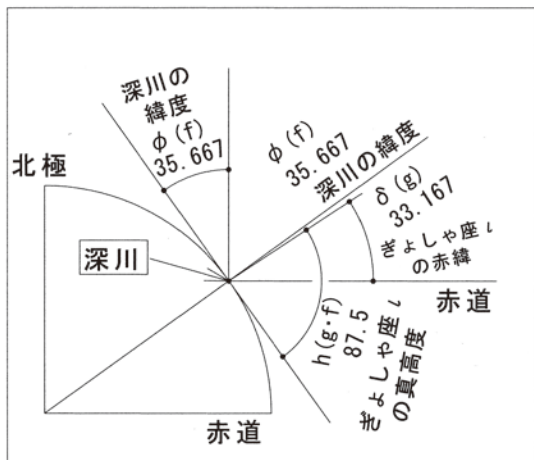 深川の
緯度
φ(f)
35.667
北極
深川
φ(f)
35.667
深川の緯度
δ(g)
33.167
ぎょしゃ座ι
の赤緯
赤道
h(g・f)
87.5
ぎょしゃ座ι
の真高度
赤道